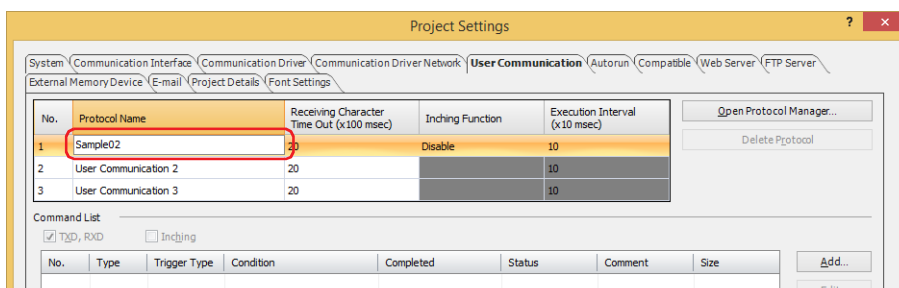 Project Settings
? ×
System Communication Interface Communication Driver Communication Driver Network User Communication Autorun Compatible Web Server FTP Server
External Memory Device E-mail Project Details Font Settings
No. Protocol Name Receiving Character Time Out (x100 msec) Inching Function Execution Interval (x10 msec)
Open Protocol Manager...
1 Sample02 20 Disable 10
Delete Protocol
2 User Communication 2 20 10
3 User Communication 3 20 10
Command List
TXD, RXD Inching
No. Type Trigger Type Condition Completed Status Comment Size
Add...